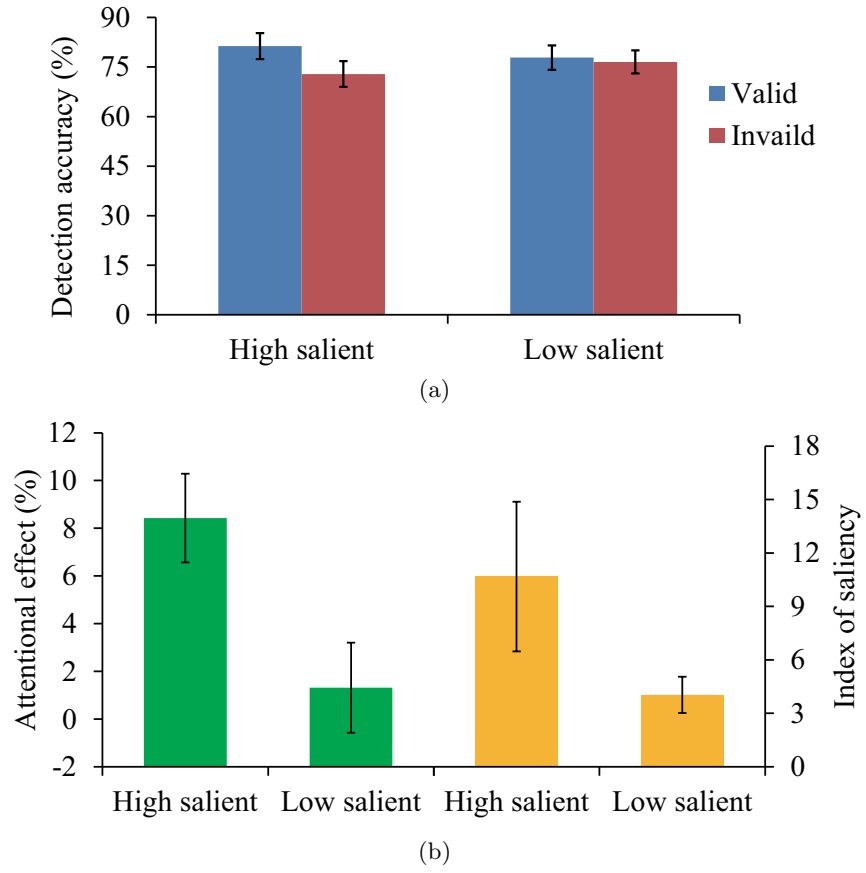 Detection accuracy (%)
90
75
60
45
30
15
0
Valid
Invaild
High salient
Low salient
(a)
Attentional effect (%)
12
10
8
6
4
2
0
-2
18
15
12
9
6
3
0
Index of saliency
High salient Low salient High salient Low salient
(b)